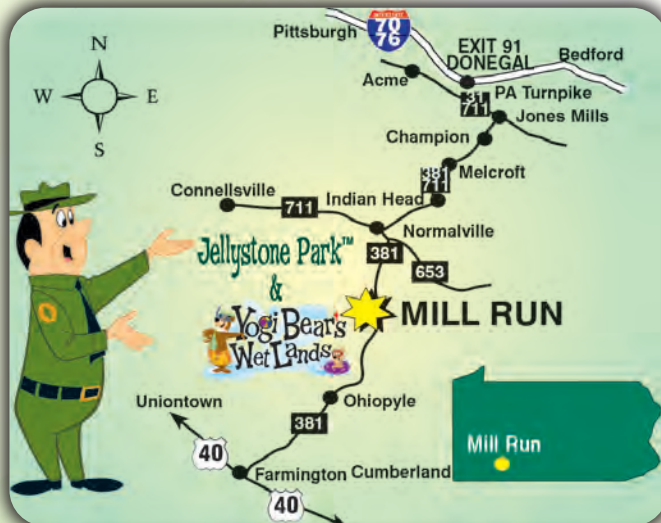 N
W
E
S
Pittsburgh
INTERSTATE
70
76
EXIT 91
DONEGAL
Bedford
Acme
31
711
PA Turnpike
Jones Mills
Champion
381
711
Melcroft
Connellsville
711
Indian Head
Normalville
Jellystone Park™
&
Yogi Bear's
WetLands
381
653
MILL RUN
Uniontown
381
Ohiopyle
40
Farmington
Cumberland
40
Mill Run